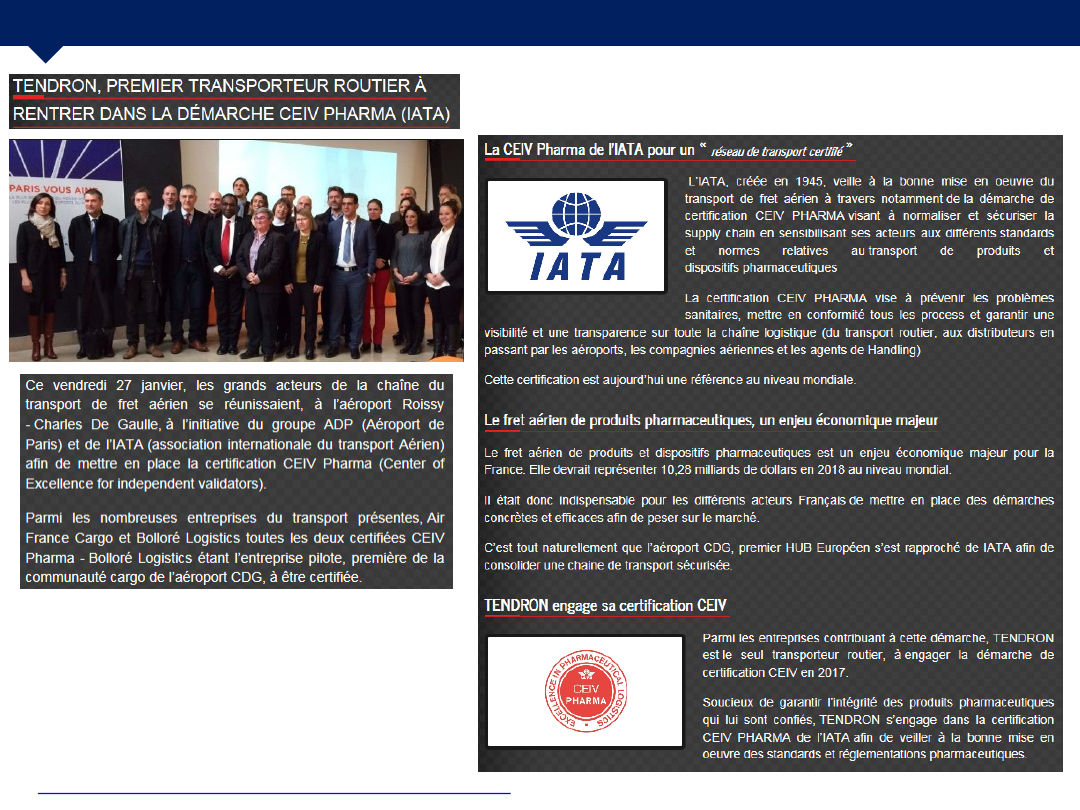 TENDRON, PREMIER TRANSPORTEUR ROUTIER À
RENTRER DANS LA DÉMARCHE CEIV PHARMA (IATA)
PARIS VOUS AI
Ce vendredi 27 janvier, les grands acteurs de la chaîne du
transport de fret aérien se réunissaient, à l’aéroport Roissy
- Charles De Gaulle, à l’initiative du groupe ADP (Aéroport de
Paris) et de l’IATA (association internationale du transport Aérien)
afin de mettre en place la certification CEIV Pharma (Center of
Excellence for independent validators).
Parmi les nombreuses entreprises du transport présentes, Air
France Cargo et Bolloré Logistics toutes les deux certifiées CEIV
Pharma - Bolloré Logistics étant l’entreprise pilote, première de la
communauté cargo de l’aéroport CDG, à être certifiée.
La CEIV Pharma de l’IATA pour un “ réseau de transport certifié ”
IATA
L’IATA, créée en 1945, veille à la bonne mise en oeuvre du
transport de fret aérien à travers notamment de la démarche de
certification CEIV PHARMA visant à normaliser et sécuriser la
supply chain en sensibilisant ses acteurs aux différents standards
et normes relatives au transport de produits et
dispositifs pharmaceutiques
La certification CEIV PHARMA vise à prévenir les problèmes
sanitaires, mettre en conformité tous les process et garantir une
visibilité et une transparence sur toute la chaîne logistique (du transport routier, aux distributeurs en
passant par les aéroports, les compagnies aériennes et les agents de Handling)
Cette certification est aujourd’hui une référence au niveau mondiale.
Le fret aérien de produits pharmaceutiques, un enjeu économique majeur
Le fret aérien de produits et dispositifs pharmaceutiques est un enjeu économique majeur pour la
France. Elle devrait représenter 10,28 milliards de dollars en 2018 au niveau mondial.
Il était donc indispensable pour les différents acteurs Français de mettre en place des démarches
concrètes et efficaces afin de peser sur le marché.
C’est tout naturellement que l’aéroport CDG, premier HUB Européen s’est rapproché de IATA afin de
consolider une chaine de transport sécurisée.
TENDRON engage sa certification CEIV
EXCELLENCE IN PHARMACEUTICAL LOGISTICS
CEIV
PHARMA
Parmi les entreprises contribuant à cette démarche, TENDRON
est le seul transporteur routier, à engager la démarche de
certification CEIV en 2017.
Soucieux de garantir l’intégrité des produits pharmaceutiques
qui lui sont confiés, TENDRON s’engage dans la certification
CEIV PHARMA de l’IATA afin de veiller à la bonne mise en
oeuvre des standards et réglementations pharmaceutiques.